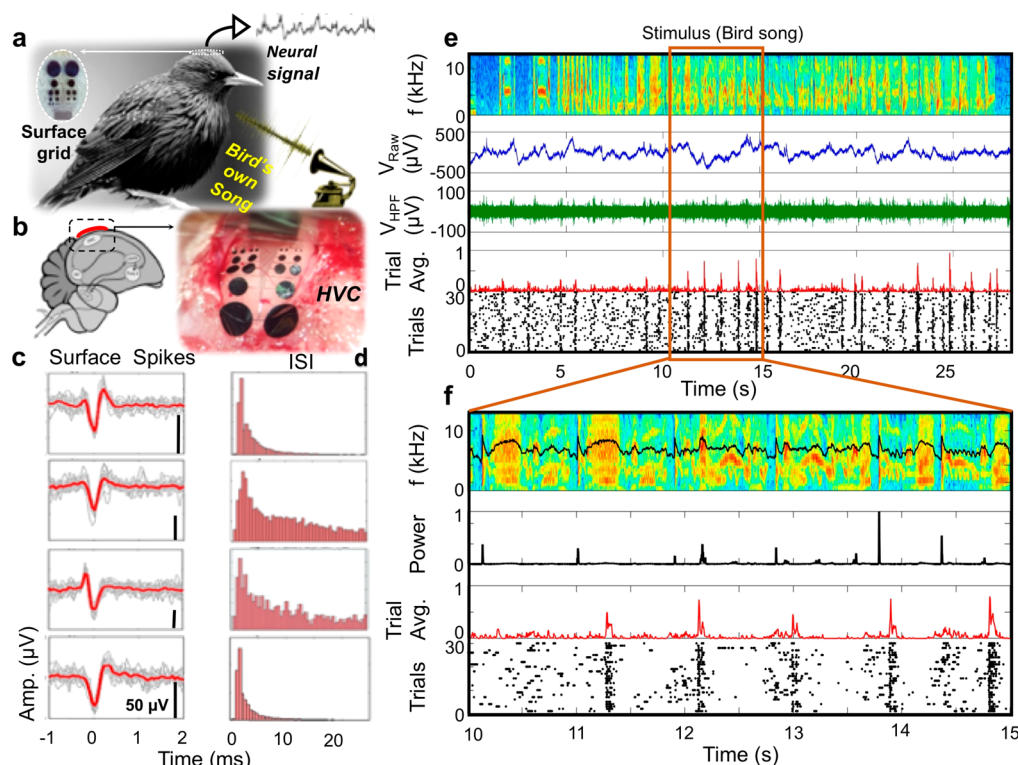 a
Neural
signal
Surface
grid
Bird's
own
Song
b
HVC
c Surface Spikes
ISI d
Amp. (µV)
50 µV
-1 0 1 2
0 10 20
Time (ms)
e
Stimulus (Bird song)
f (kHz)
10
0
V_Raw
(µV)
500
-500
V_HPF
(µV)
100
-100
Trial
Avg.
1
0
Trials
30
0
0 5 10 15 20 25
Time (s)
f
f (kHz)
10
0
Power
1
0
Trial
Avg.
1
0
Trials
30
0
10 11 12 13 14 15
Time (s)